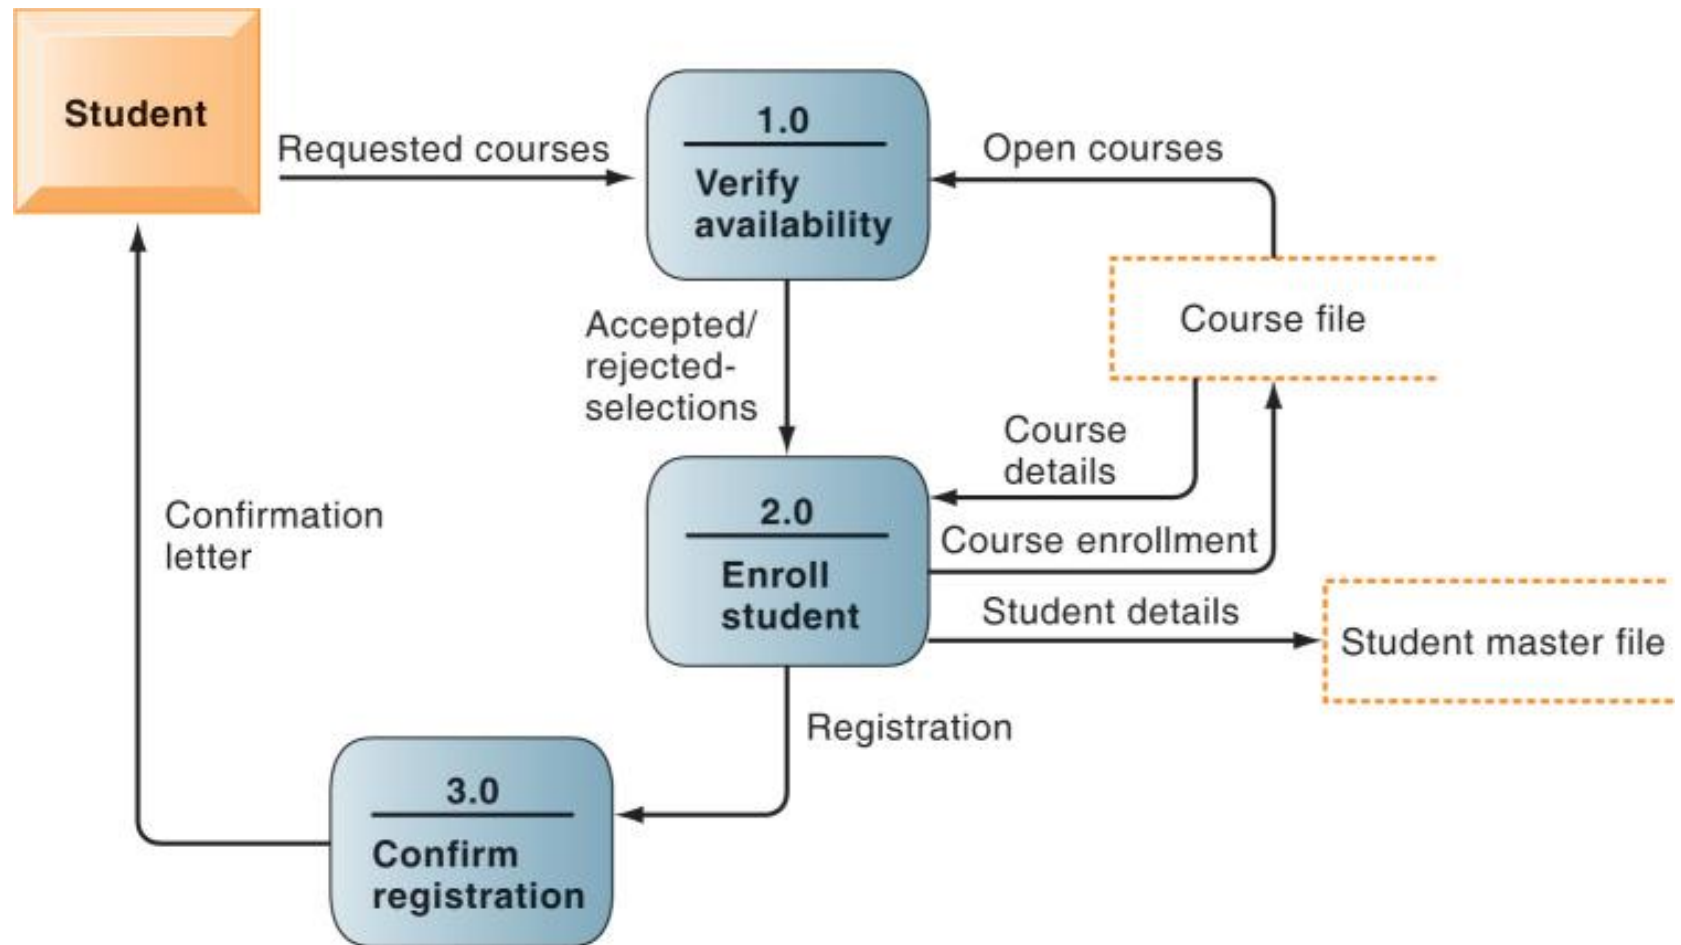 Student
Requested courses
1.0
Verify
availability
Open courses
Course file
Accepted/
rejected-
selections
Course
details
2.0
Enroll
student
Course enrollment
Student details
Student master file
Confirmation
letter
Registration
3.0
Confirm
registration